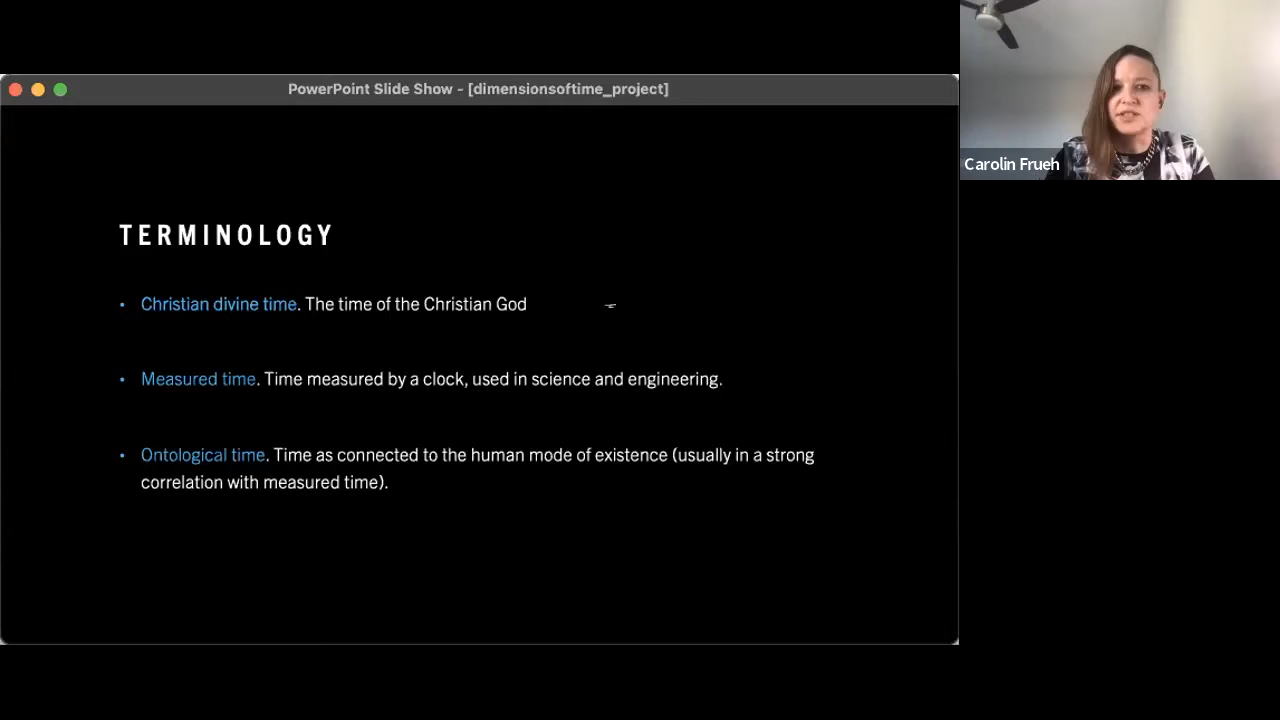 PowerPoint Slide Show - [dimensionsoftime_project]
Carolin Frueh
TERMINOLOGY
• Christian divine time. The time of the Christian God
• Measured time. Time measured by a clock, used in science and engineering.
• Ontological time. Time as connected to the human mode of existence (usually in a strong
correlation with measured time).